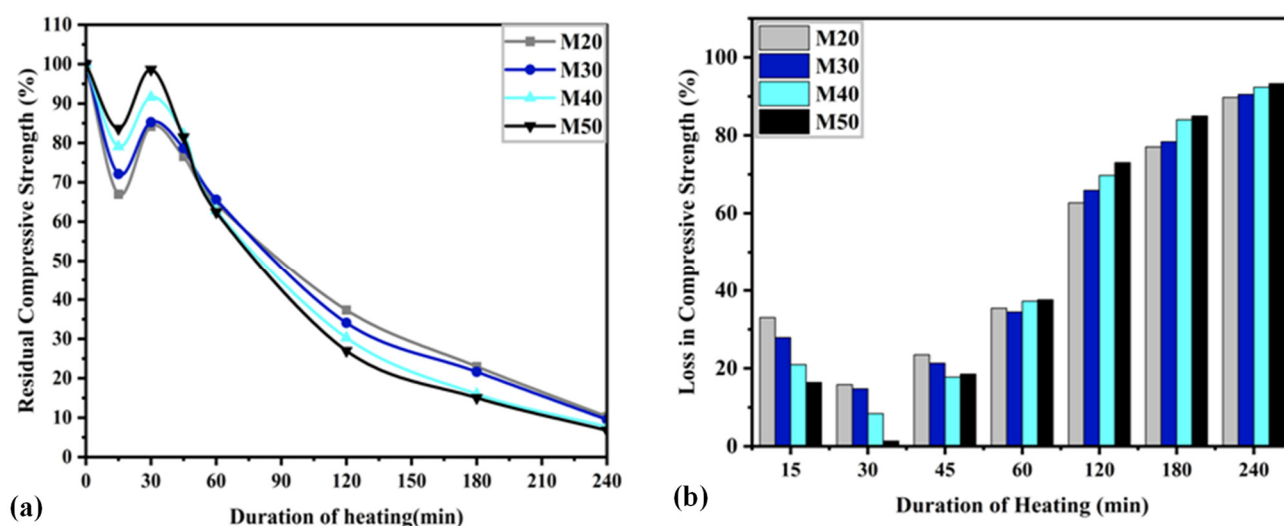 Residual Compressive Strength (%)
110
100
90
80
70
60
50
40
30
20
10
0
M20
M30
M40
M50
0 30 60 90 120 150 180 210 240
Duration of heating(min)
(a)
Loss in Compressive Strength (%)
100
80
60
40
20
0
M20
M30
M40
M50
15 30 45 60 120 180 240
Duration of Heating (min)
(b)